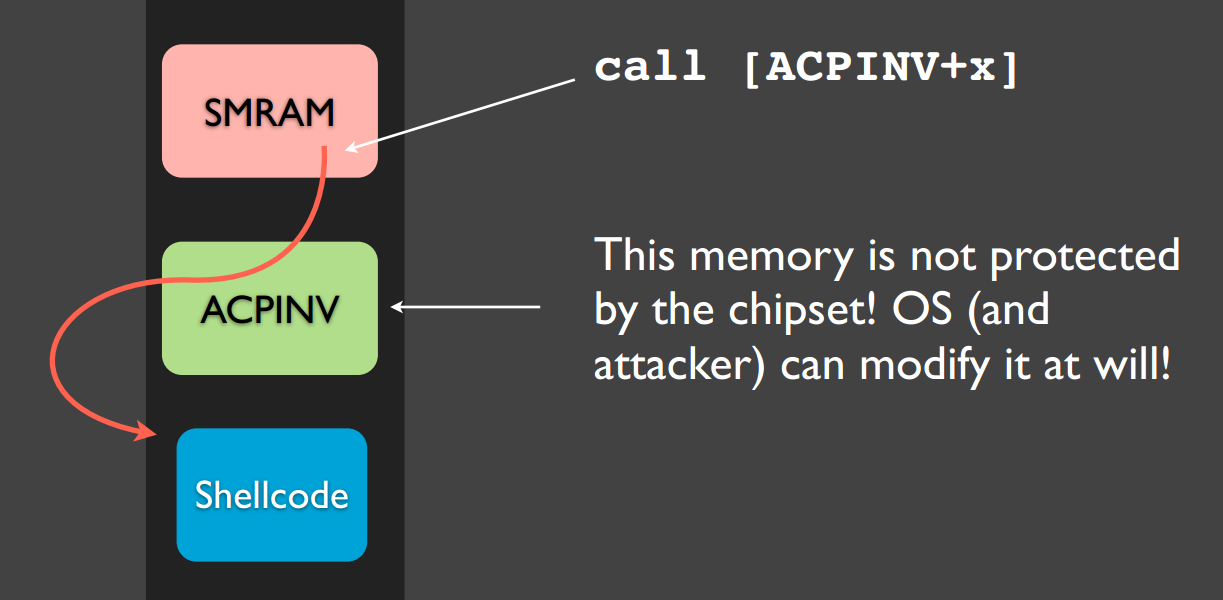 SMRAM
call [ACPINV+x]
ACPINV
This memory is not protected
by the chipset! OS (and
attacker) can modify it at will!
Shellcode